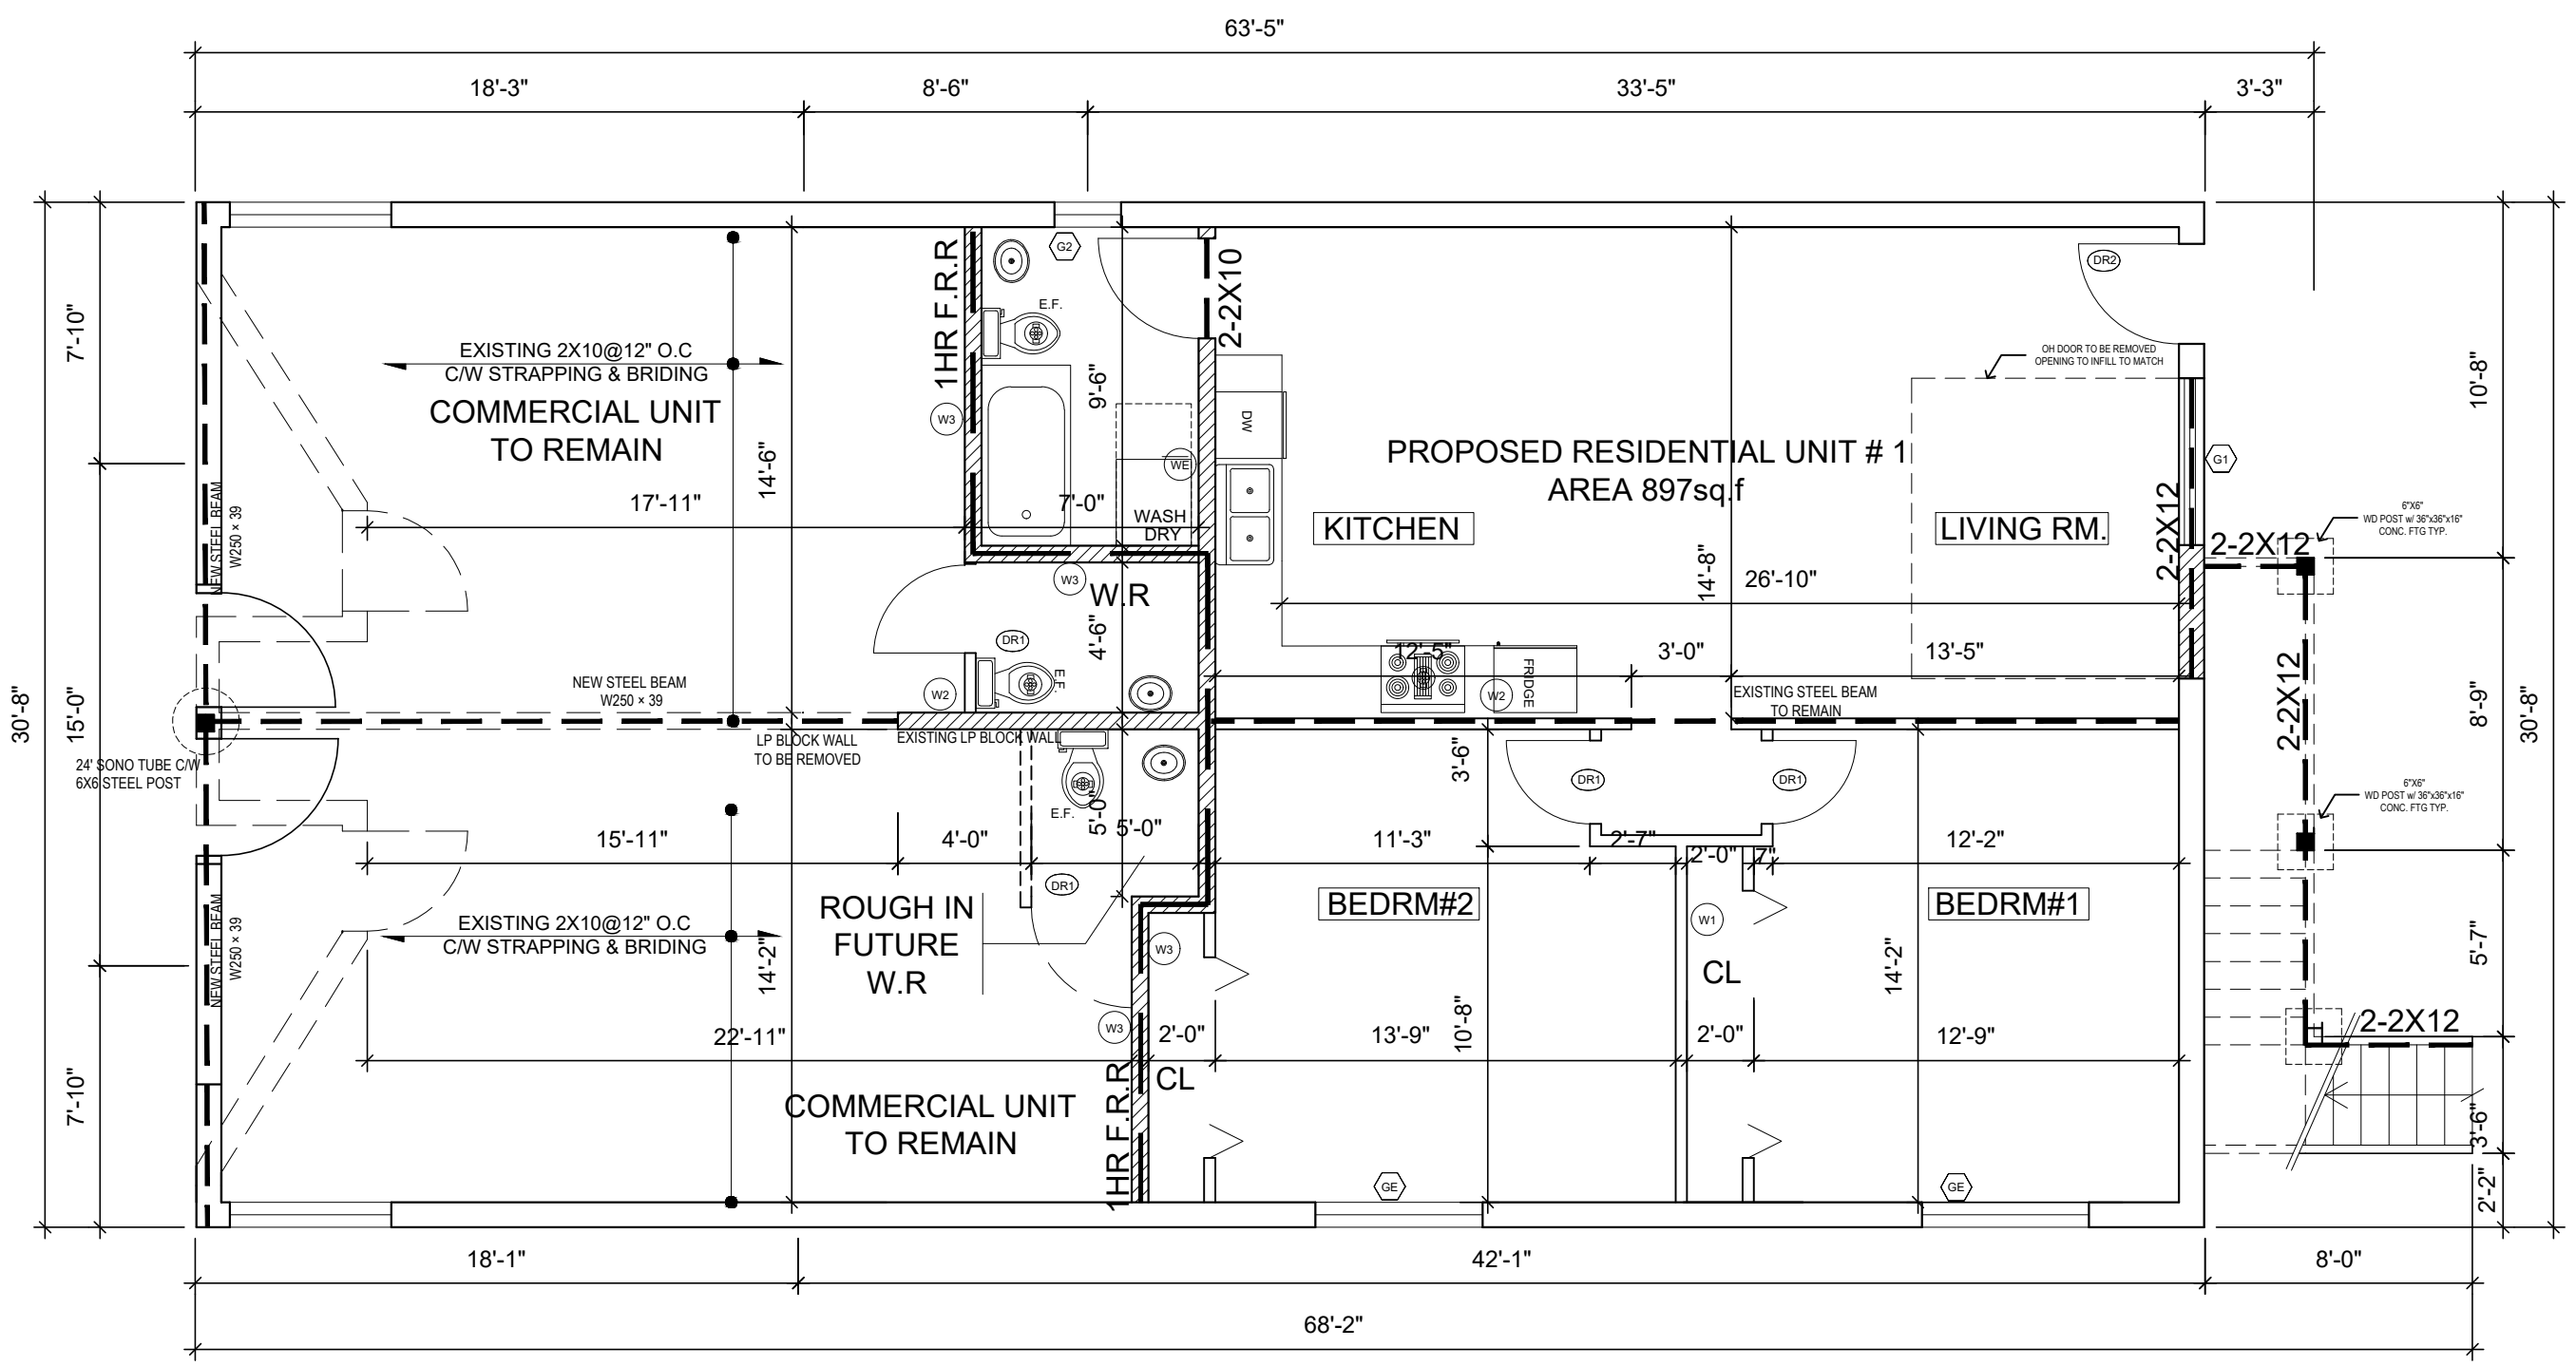 63'-5"
18'-3"
8'-6"
33'-5"
3'-3"
30'-8"
7'-10"
15'-0"
7'-10"
EXISTING 2X10@12" O.C
C/W STRAPPING & BRIDING
COMMERCIAL UNIT
TO REMAIN
17'-11"
14'-6"
NEW STEEL BEAM
W250 × 39
1HR F.R.R
W3
G2
E.F.
9'-6"
7'-0"
WE
WASH
DRY
2-2X10
DW
PROPOSED RESIDENTIAL UNIT # 1
AREA 897sq.f
KITCHEN
LIVING RM.
DR2
OH DOOR TO BE REMOVED
OPENING TO INFILL TO MATCH
G1
2-2X12
2-2X12
6"X6"
WD POST w/ 36"x36"x16"
CONC. FTG TYP.
10'-8"
14'-8"
26'-10"
W3
W.R
DR1
4'-6"
E.F.
W2
12'-5"
W2
FRIDGE
3'-0"
13'-5"
NEW STEEL BEAM
W250 × 39
EXISTING STEEL BEAM
TO REMAIN
2-2X12
8'-9"
30'-8"
24' SONO TUBE C/W
6X6 STEEL POST
LP BLOCK WALL
TO BE REMOVED
EXISTING LP BLOCK WALL
3'-6"
DR1
DR1
6"X6"
WD POST w/ 36"x36"x16"
CONC. FTG TYP.
E.F.
5'-0"
5'-0"
15'-11"
4'-0"
11'-3"
2'-7"
2'-0"
7"
12'-2"
DR1
NEW STEEL BEAM
W250 × 39
EXISTING 2X10@12" O.C
C/W STRAPPING & BRIDING
14'-2"
ROUGH IN
FUTURE
W.R
BEDRM#2
W1
BEDRM#1
W3
CL
14'-2"
5'-7"
W3
22'-11"
2'-0"
13'-9"
10'-8"
2'-0"
12'-9"
2-2X12
CL
1HR F.R.R
COMMERCIAL UNIT
TO REMAIN
3'-6"
GE
GE
2'-2"
18'-1"
42'-1"
8'-0"
68'-2"